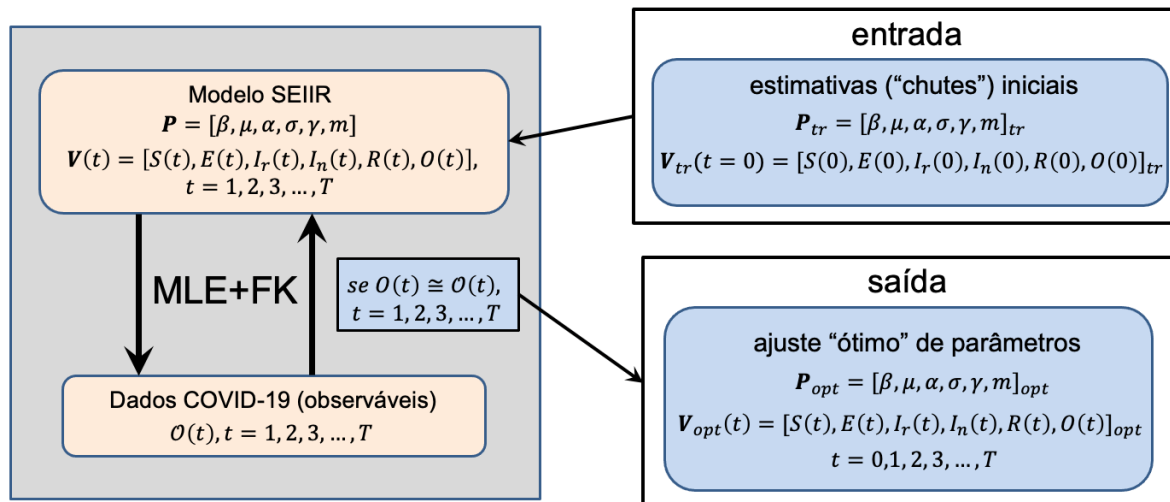 Modelo SEIIR
P = [β, μ, α, σ, γ, m]
V(t) = [S(t), E(t), I_r(t), I_n(t), R(t), O(t)],
t = 1, 2, 3, … , T
MLE+FK
Dados COVID-19 (observáveis)
𝒪(t), t = 1, 2, 3, … , T
se O(t) ≅ 𝒪(t),
t = 1, 2, 3, … , T
entrada
estimativas (“chutes”) iniciais
P_tr = [β, μ, α, σ, γ, m]_tr
V_tr(t = 0) = [S(0), E(0), I_r(0), I_n(0), R(0), O(0)]_tr
saída
ajuste “ótimo” de parâmetros
P_opt = [β, μ, α, σ, γ, m]_opt
V_opt(t) = [S(t), E(t), I_r(t), I_n(t), R(t), O(t)]_opt
t = 0,1, 2, 3, … , T